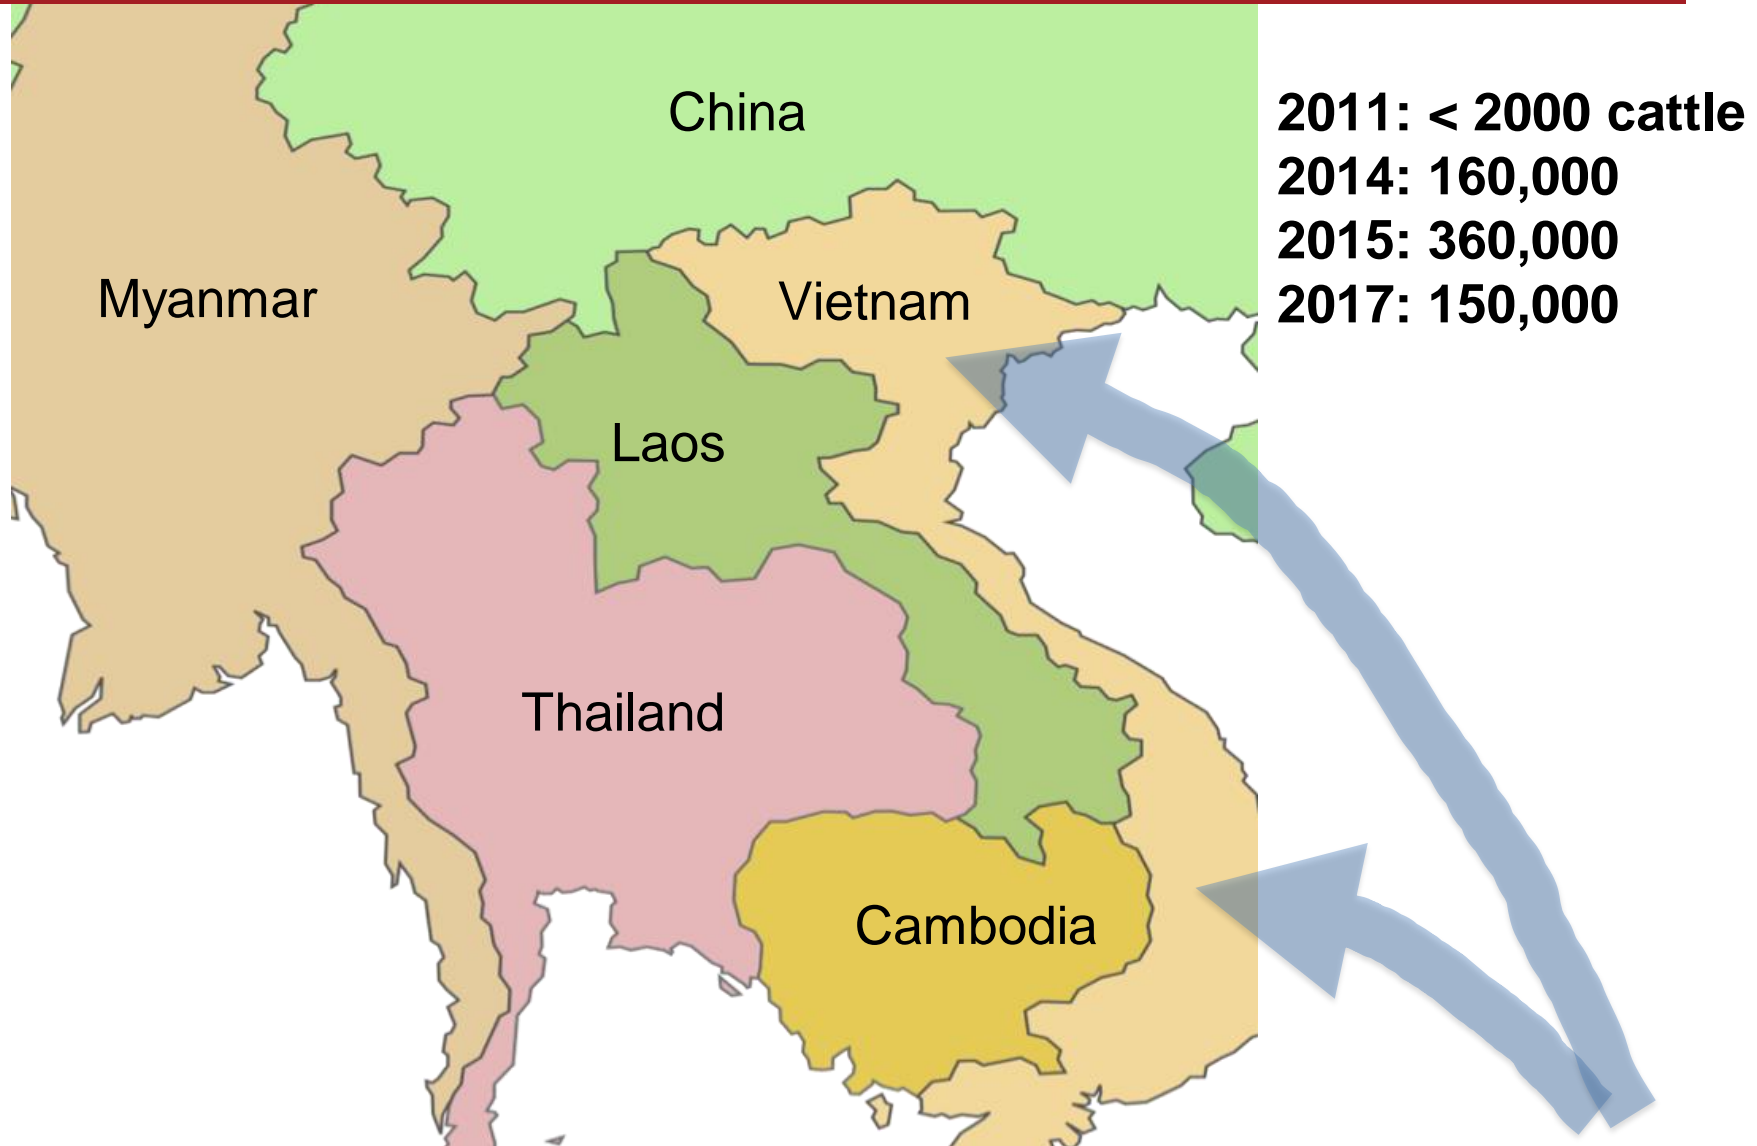 China
2011: < 2000 cattle
2014: 160,000
2015: 360,000
2017: 150,000
Myanmar
Vietnam
Laos
Thailand
Cambodia